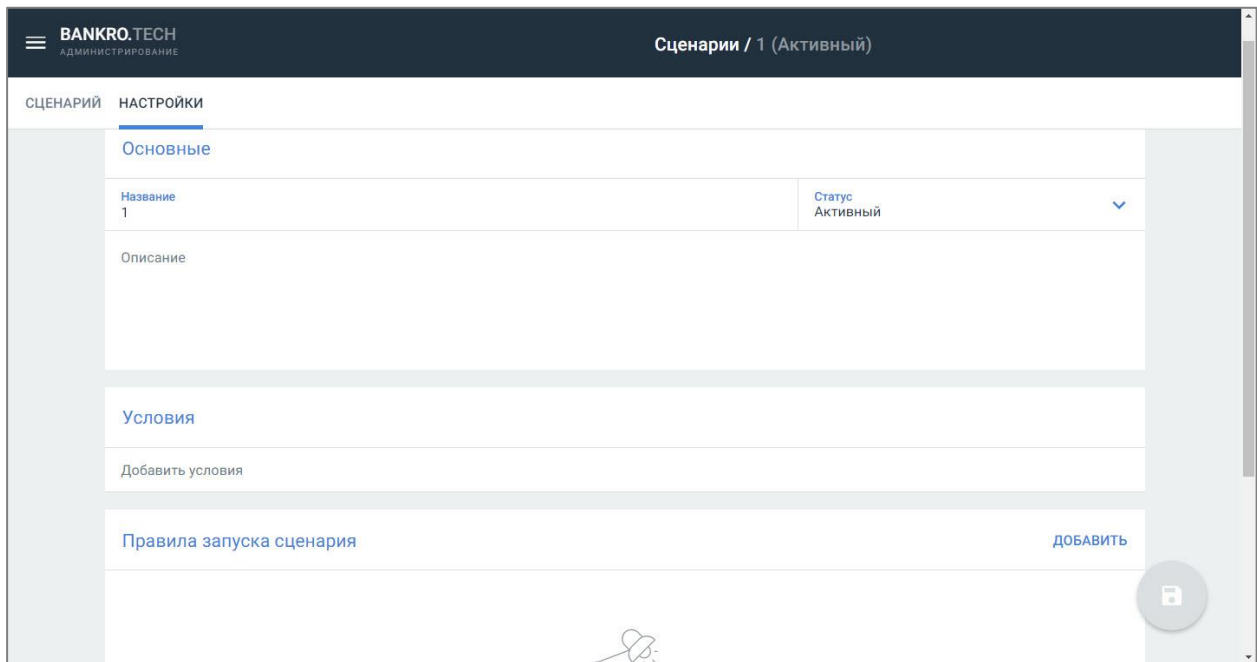 BANKRO.TECH
АДМИНИСТРИРОВАНИЕ
Сценарии / 1 (Активный)
СЦЕНАРИЙ НАСТРОЙКИ
Основные
Название
1
Статус
Активный
Описание
Условия
Добавить условия
Правила запуска сценария
ДОБАВИТЬ